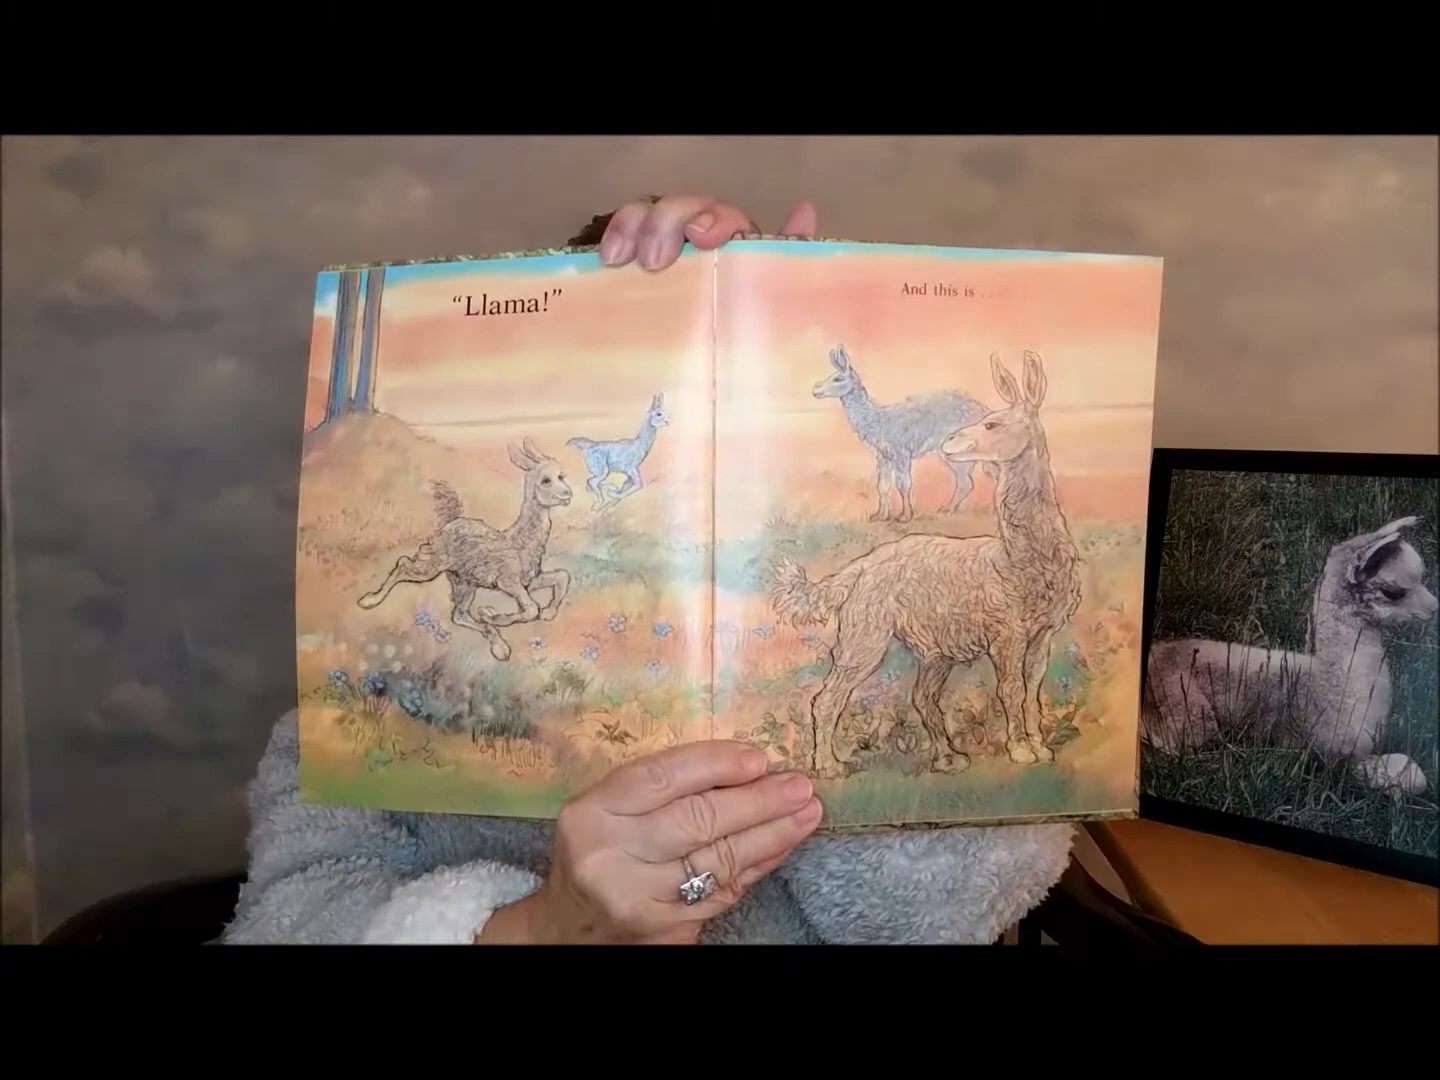 “Llama!”
And this is . . .